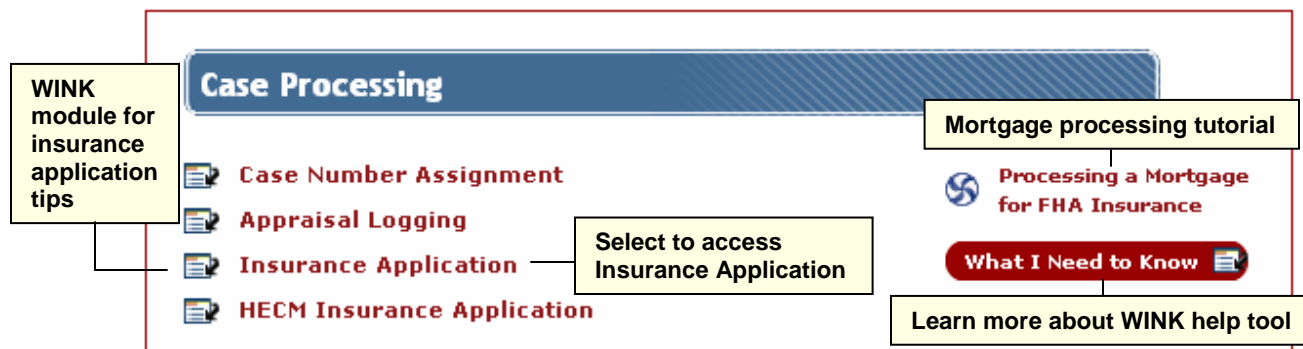 Case Processing
WINK
module for
insurance
application
tips
Mortgage processing tutorial
Case Number Assignment
Processing a Mortgage
for FHA Insurance
Appraisal Logging
Select to access
Insurance Application
Insurance Application
What I Need to Know
HECM Insurance Application
Learn more about WINK help tool